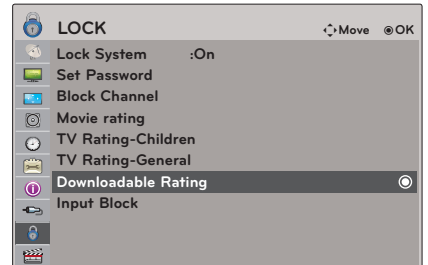 LOCK Move OK
Lock System :On
Set Password
Block Channel
Movie rating
TV Rating-Children
TV Rating-General
Downloadable Rating
Input Block